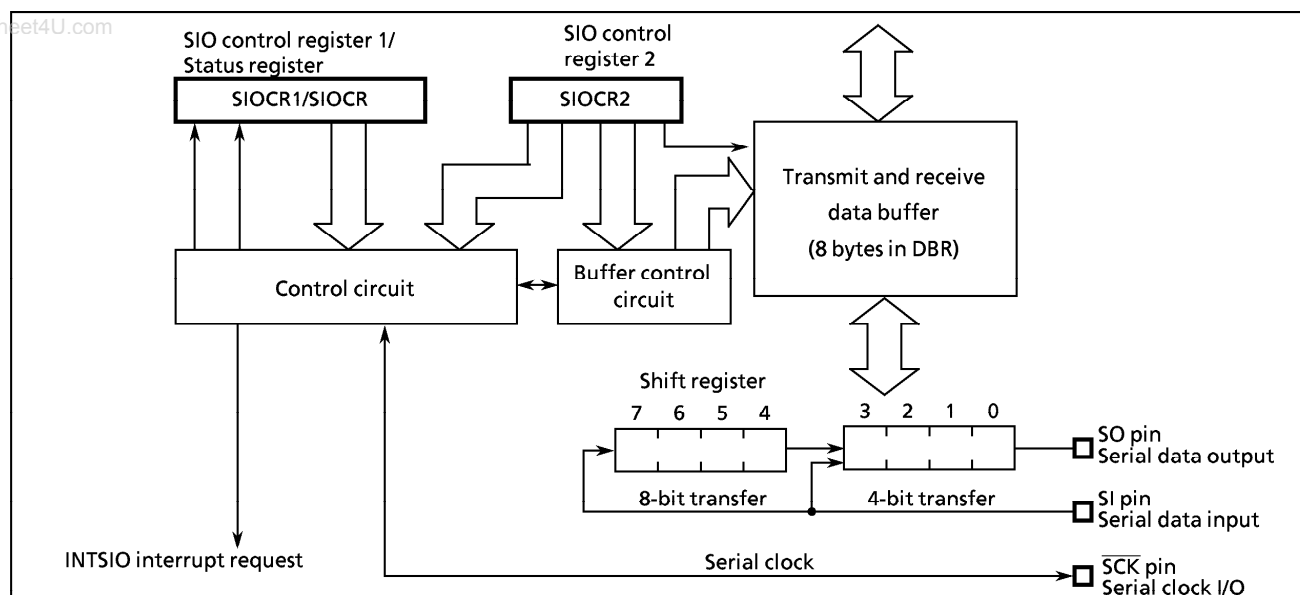 neet4U.com
SIO control register 1/
Status register
SIO control
register 2
SIOCR1/SIOCR
SIOCR2
Transmit and receive
data buffer
(8 bytes in DBR)
Control circuit
Buffer control
circuit
Shift register
7 6 5 4
3 2 1 0
SO pin
Serial data output
8-bit transfer
4-bit transfer
SI pin
Serial data input
INTSIO interrupt request
Serial clock
S̅C̅K̅ pin
Serial clock I/O